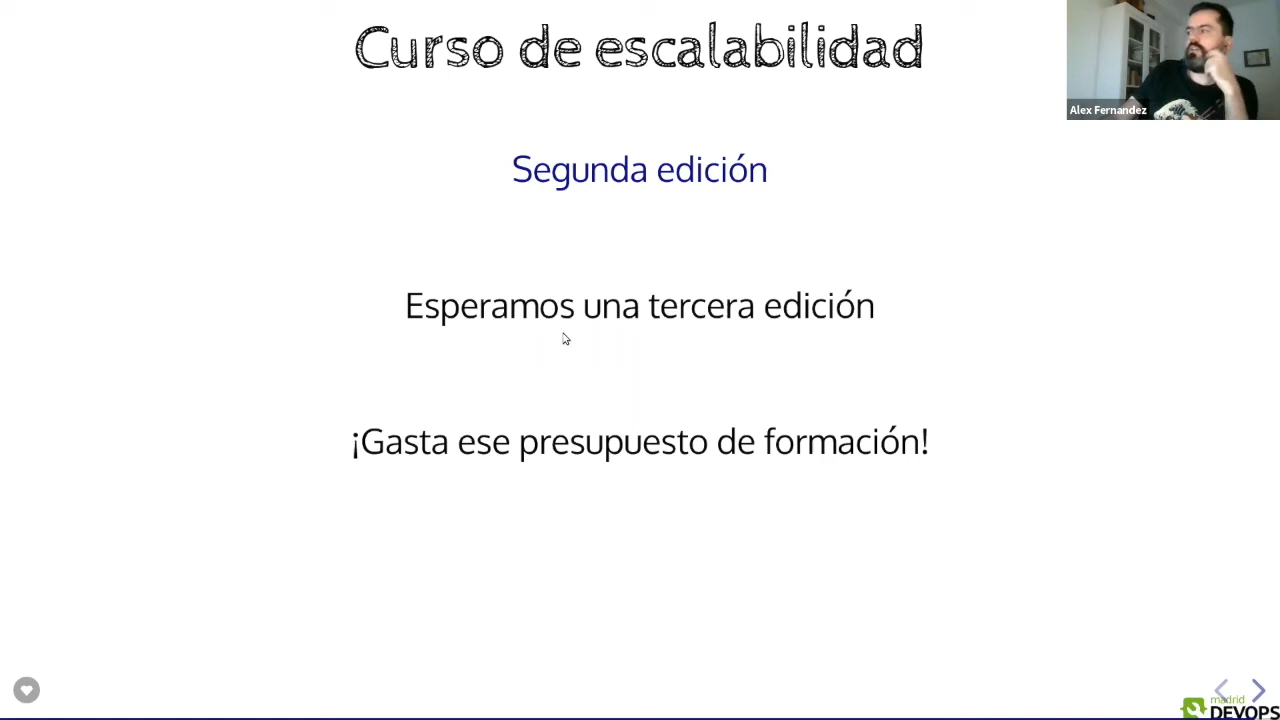 Curso de escalabilidad
Alex Fernandez
Segunda edición
Esperamos una tercera edición
¡Gasta ese presupuesto de formación!
madrid
DEVOPS